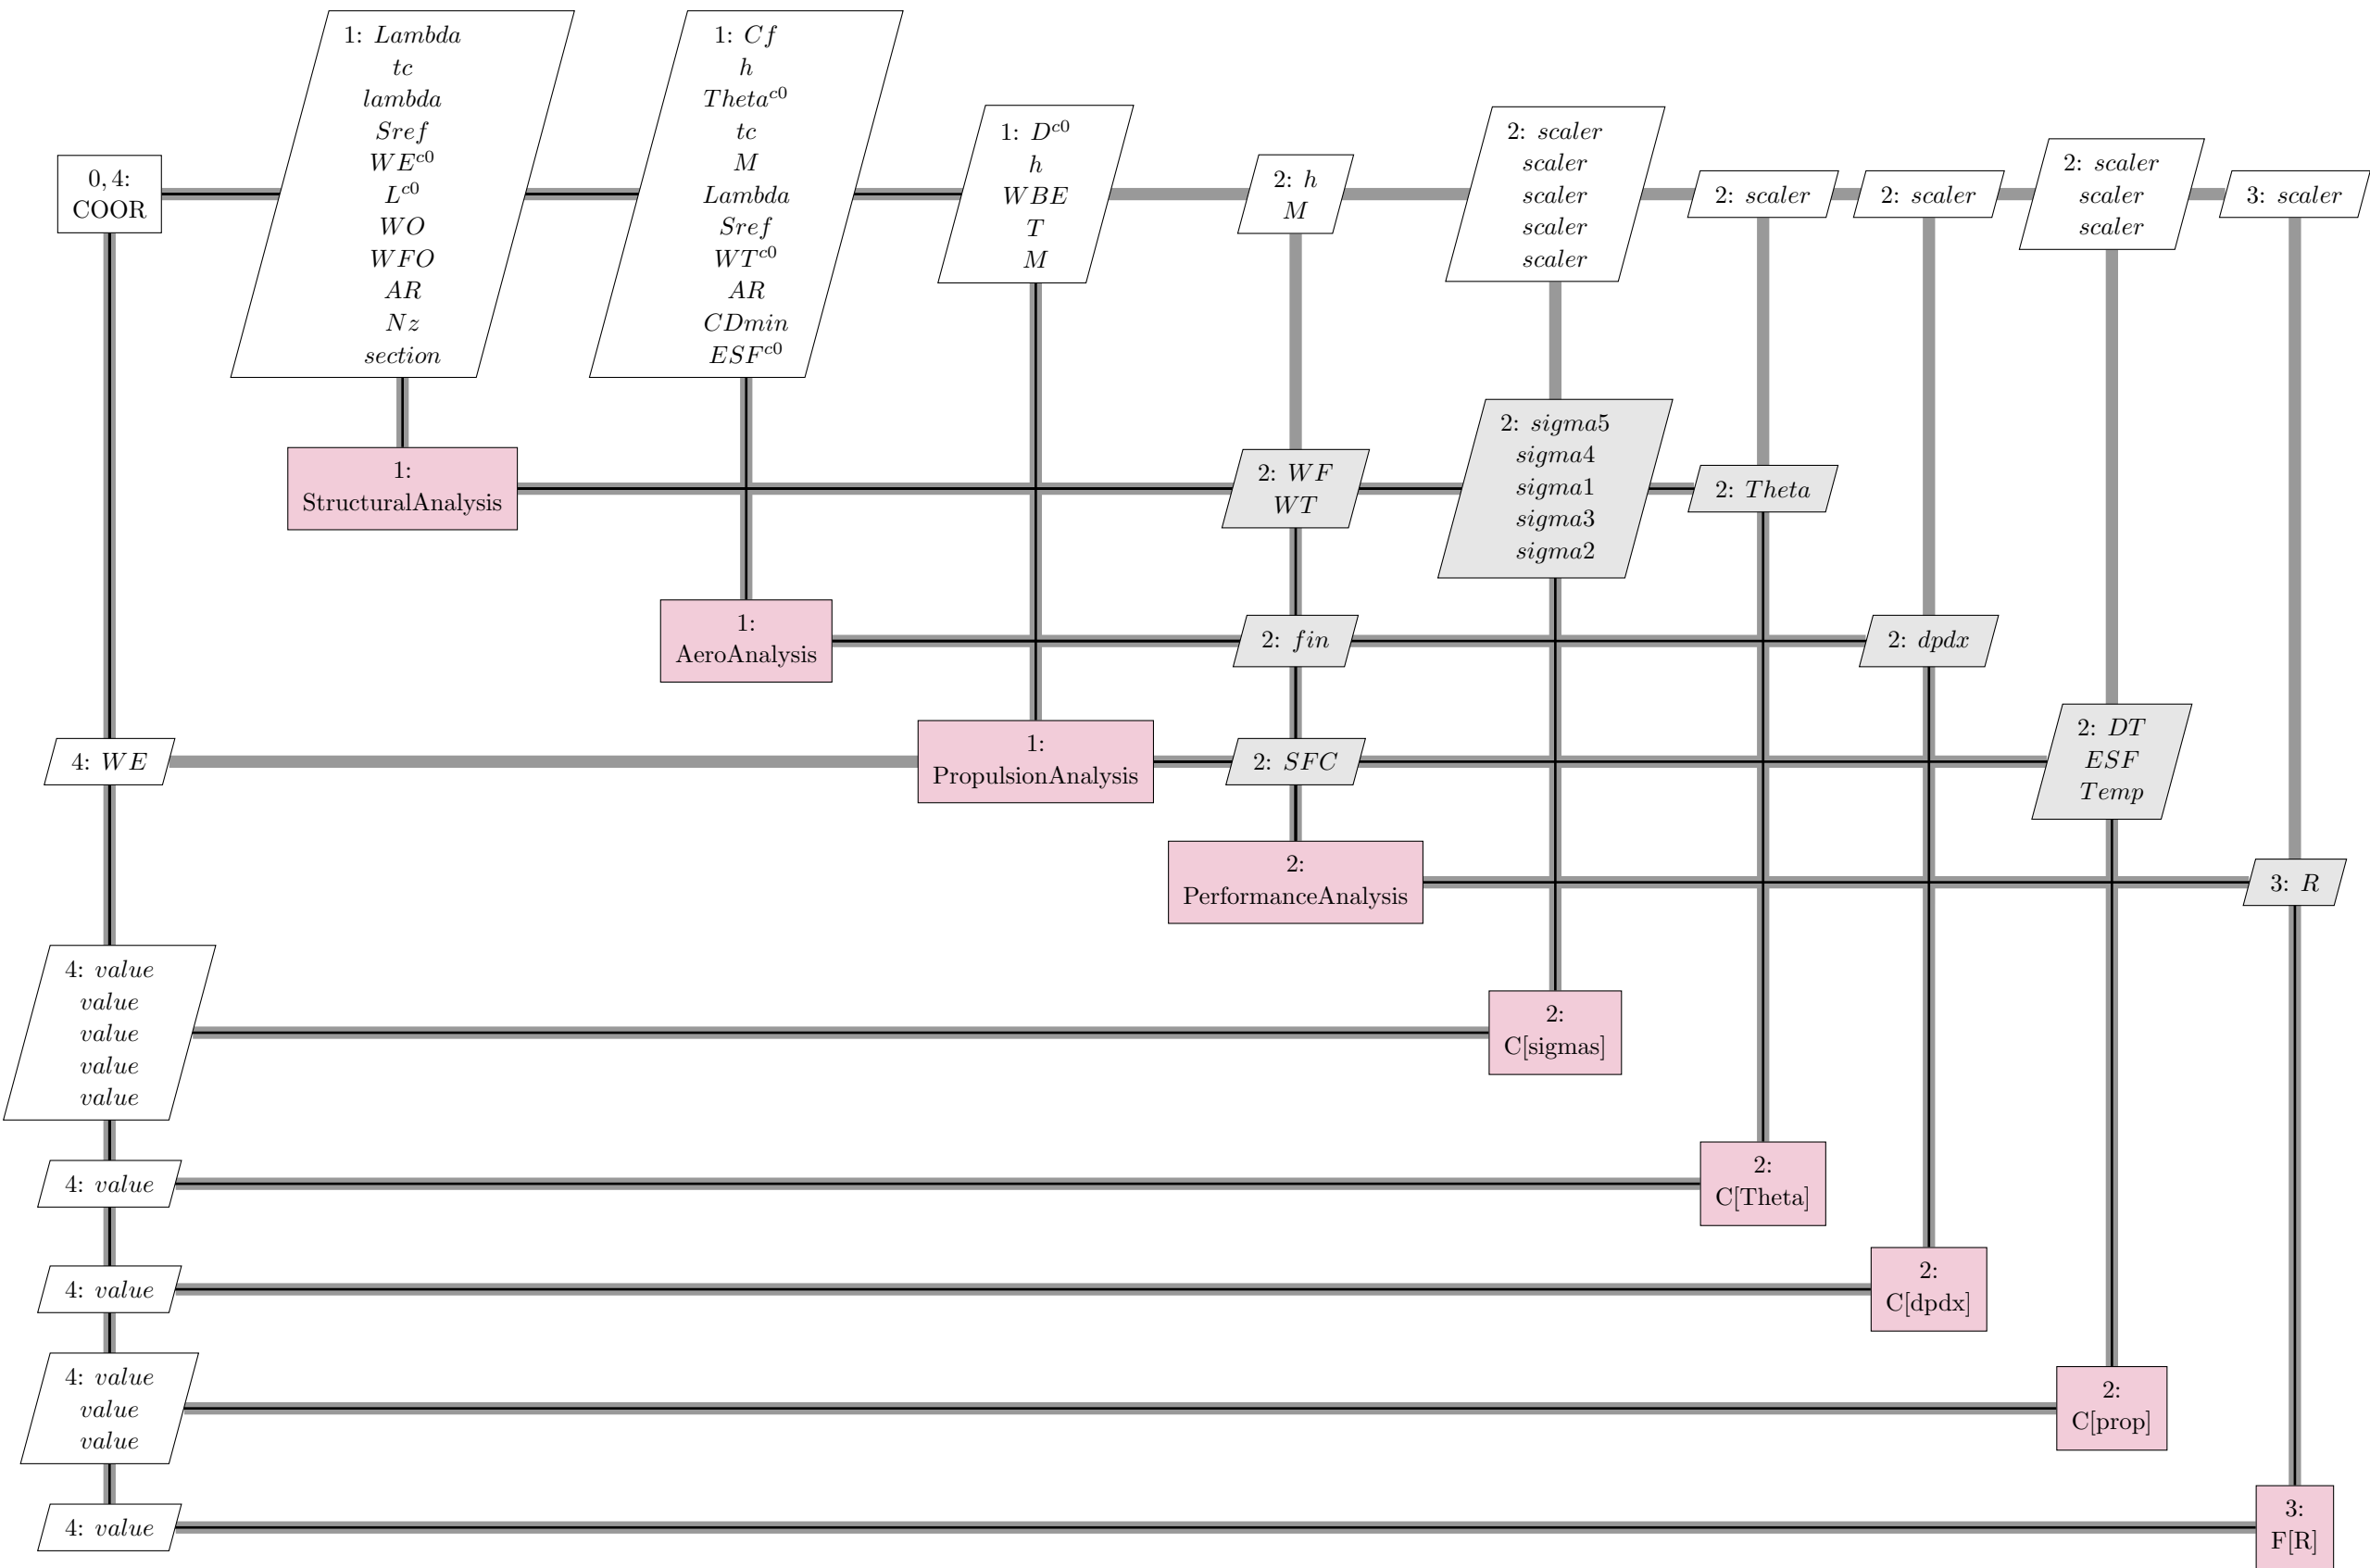 0, 4:
COOR
1: Lambda
tc
lambda
Sref
WE^c0
L^c0
WO
WFO
AR
Nz
section
1: Cf
h
Theta^c0
tc
M
Lambda
Sref
WT^c0
AR
CDmin
ESF^c0
1: D^c0
h
WBE
T
M
2: h
M
2: scaler
scaler
scaler
scaler
scaler
2: scaler
2: scaler
2: scaler
scaler
scaler
3: scaler
1:
StructuralAnalysis
2: WF
WT
2: sigma5
sigma4
sigma1
sigma3
sigma2
2: Theta
1:
AeroAnalysis
2: fin
2: dpdx
4: WE
1:
PropulsionAnalysis
2: SFC
2: DT
ESF
Temp
2:
PerformanceAnalysis
3: R
4: value
value
value
value
value
2:
C[sigmas]
4: value
2:
C[Theta]
4: value
2:
C[dpdx]
4: value
value
value
2:
C[prop]
4: value
3:
F[R]